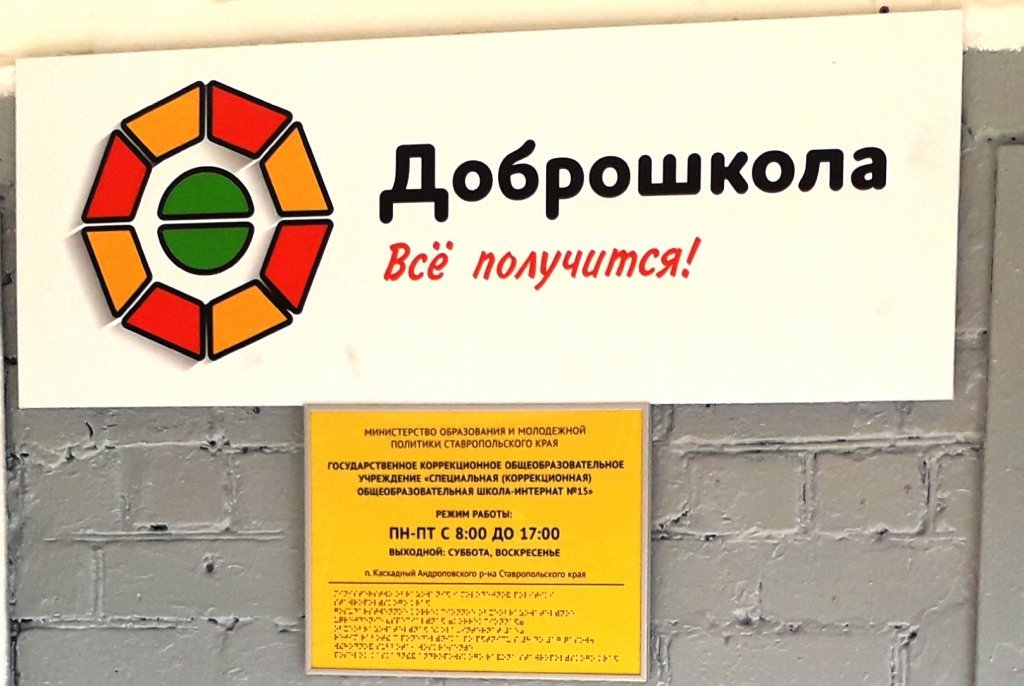 Доброшкола
Всё получится!
МИНИСТЕРСТВО ОБРАЗОВАНИЯ И МОЛОДЕЖНОЙ
ПОЛИТИКИ СТАВРОПОЛЬСКОГО КРАЯ
ГОСУДАРСТВЕННОЕ КОРРЕКЦИОННОЕ ОБЩЕОБРАЗОВАТЕЛЬНОЕ
УЧРЕЖДЕНИЕ «СПЕЦИАЛЬНАЯ (КОРРЕКЦИОННАЯ)
ОБЩЕОБРАЗОВАТЕЛЬНАЯ ШКОЛА-ИНТЕРНАТ №15»
РЕЖИМ РАБОТЫ:
ПН-ПТ С 8:00 ДО 17:00
ВЫХОДНОЙ: СУББОТА, ВОСКРЕСЕНЬЕ
п. Каскадный Андроповского р-на Ставропольского края